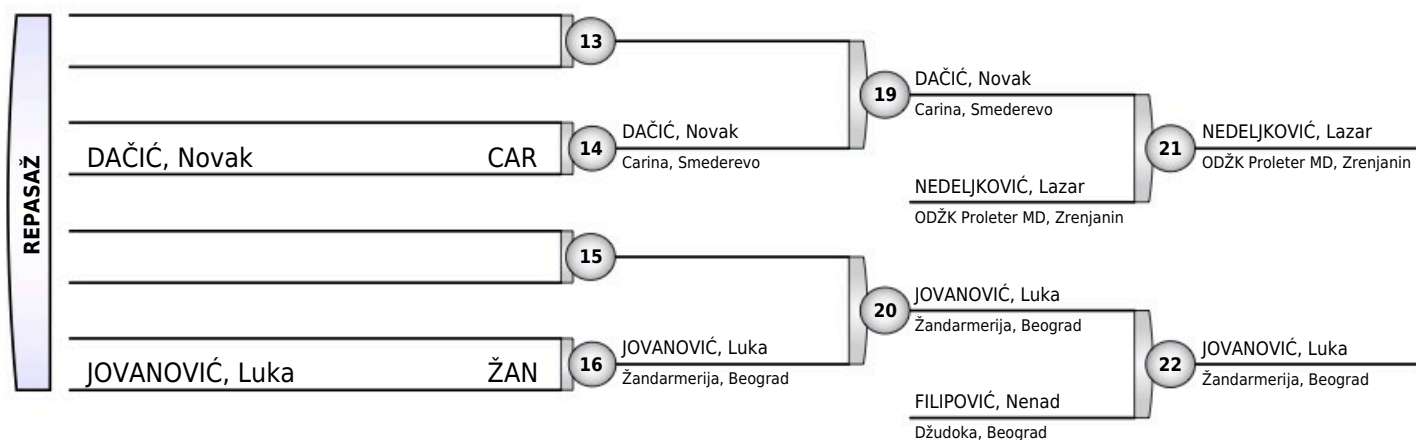 REPASAŽ
13
DAČIĆ, Novak CAR
14
DAČIĆ, Novak
Carina, Smederevo
19
DAČIĆ, Novak
Carina, Smederevo
NEDELJKOVIĆ, Lazar
ODŽK Proleter MD, Zrenjanin
21
NEDELJKOVIĆ, Lazar
ODŽK Proleter MD, Zrenjanin
15
JOVANOVIĆ, Luka ŽAN
16
JOVANOVIĆ, Luka
Žandarmerija, Beograd
20
JOVANOVIĆ, Luka
Žandarmerija, Beograd
FILIPOVIĆ, Nenad
Džudoka, Beograd
22
JOVANOVIĆ, Luka
Žandarmerija, Beograd